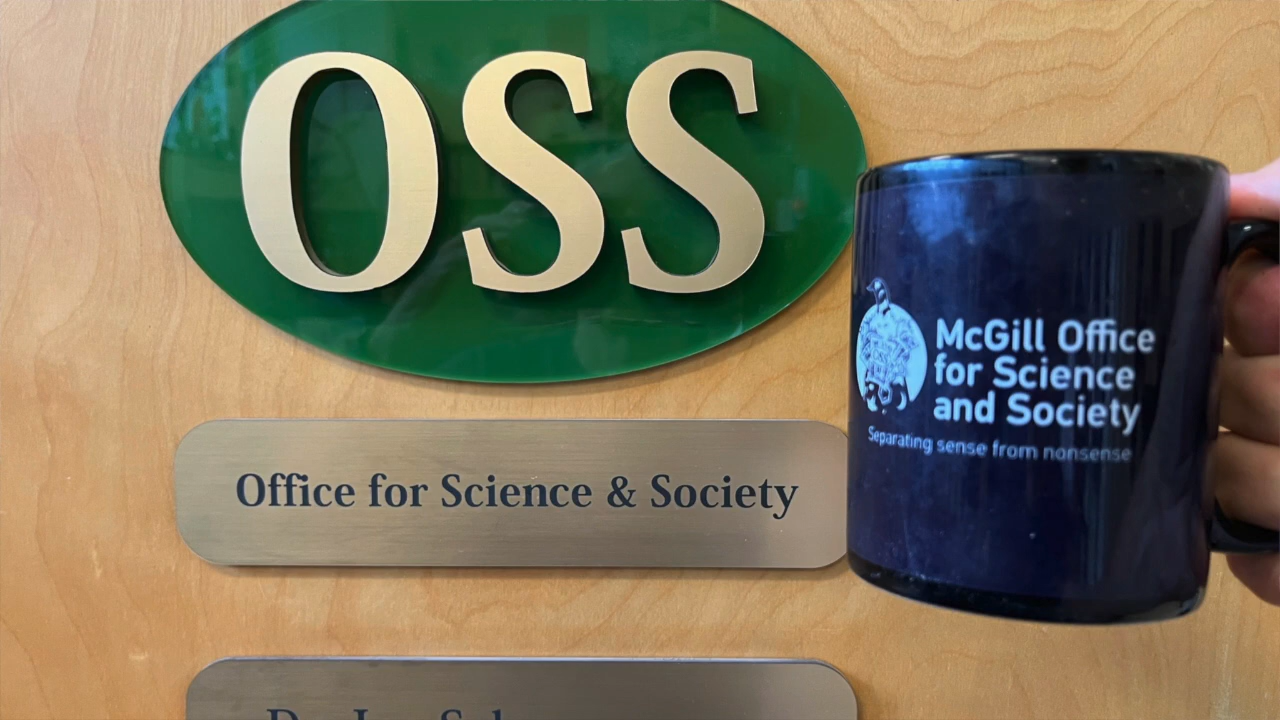 OSS
Office for Science & Society
McGill Office
for Science
and Society
Separating sense from nonsense